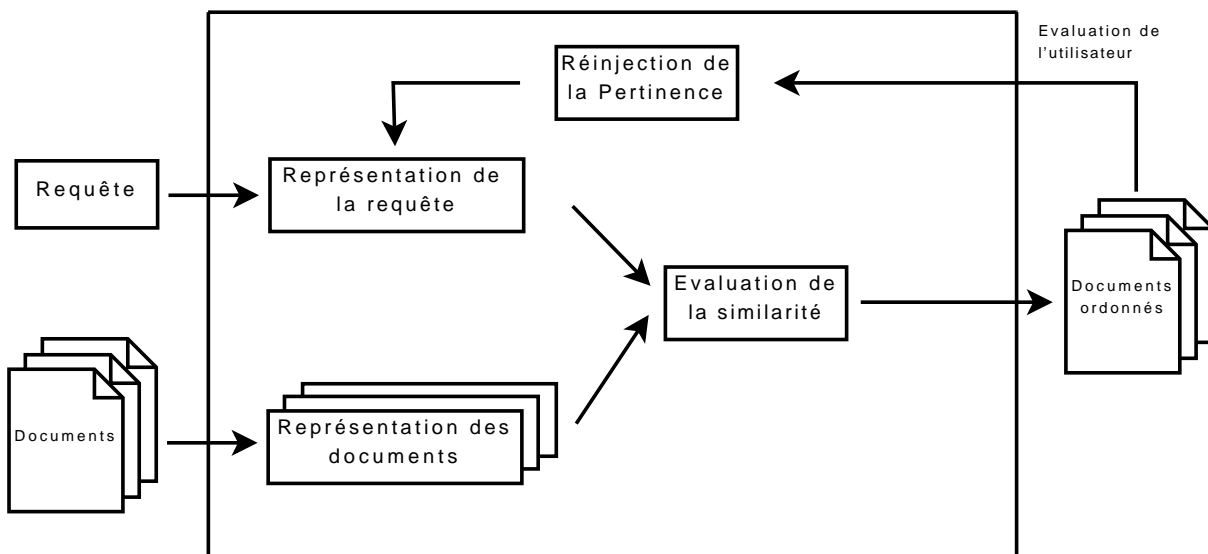 Evaluation de
l'utilisateur
Réinjection de
la Pertinence
Requête
Représentation de
la requête
Evaluation de
la similarité
Documents
ordonnés
Documents
Représentation des
documents